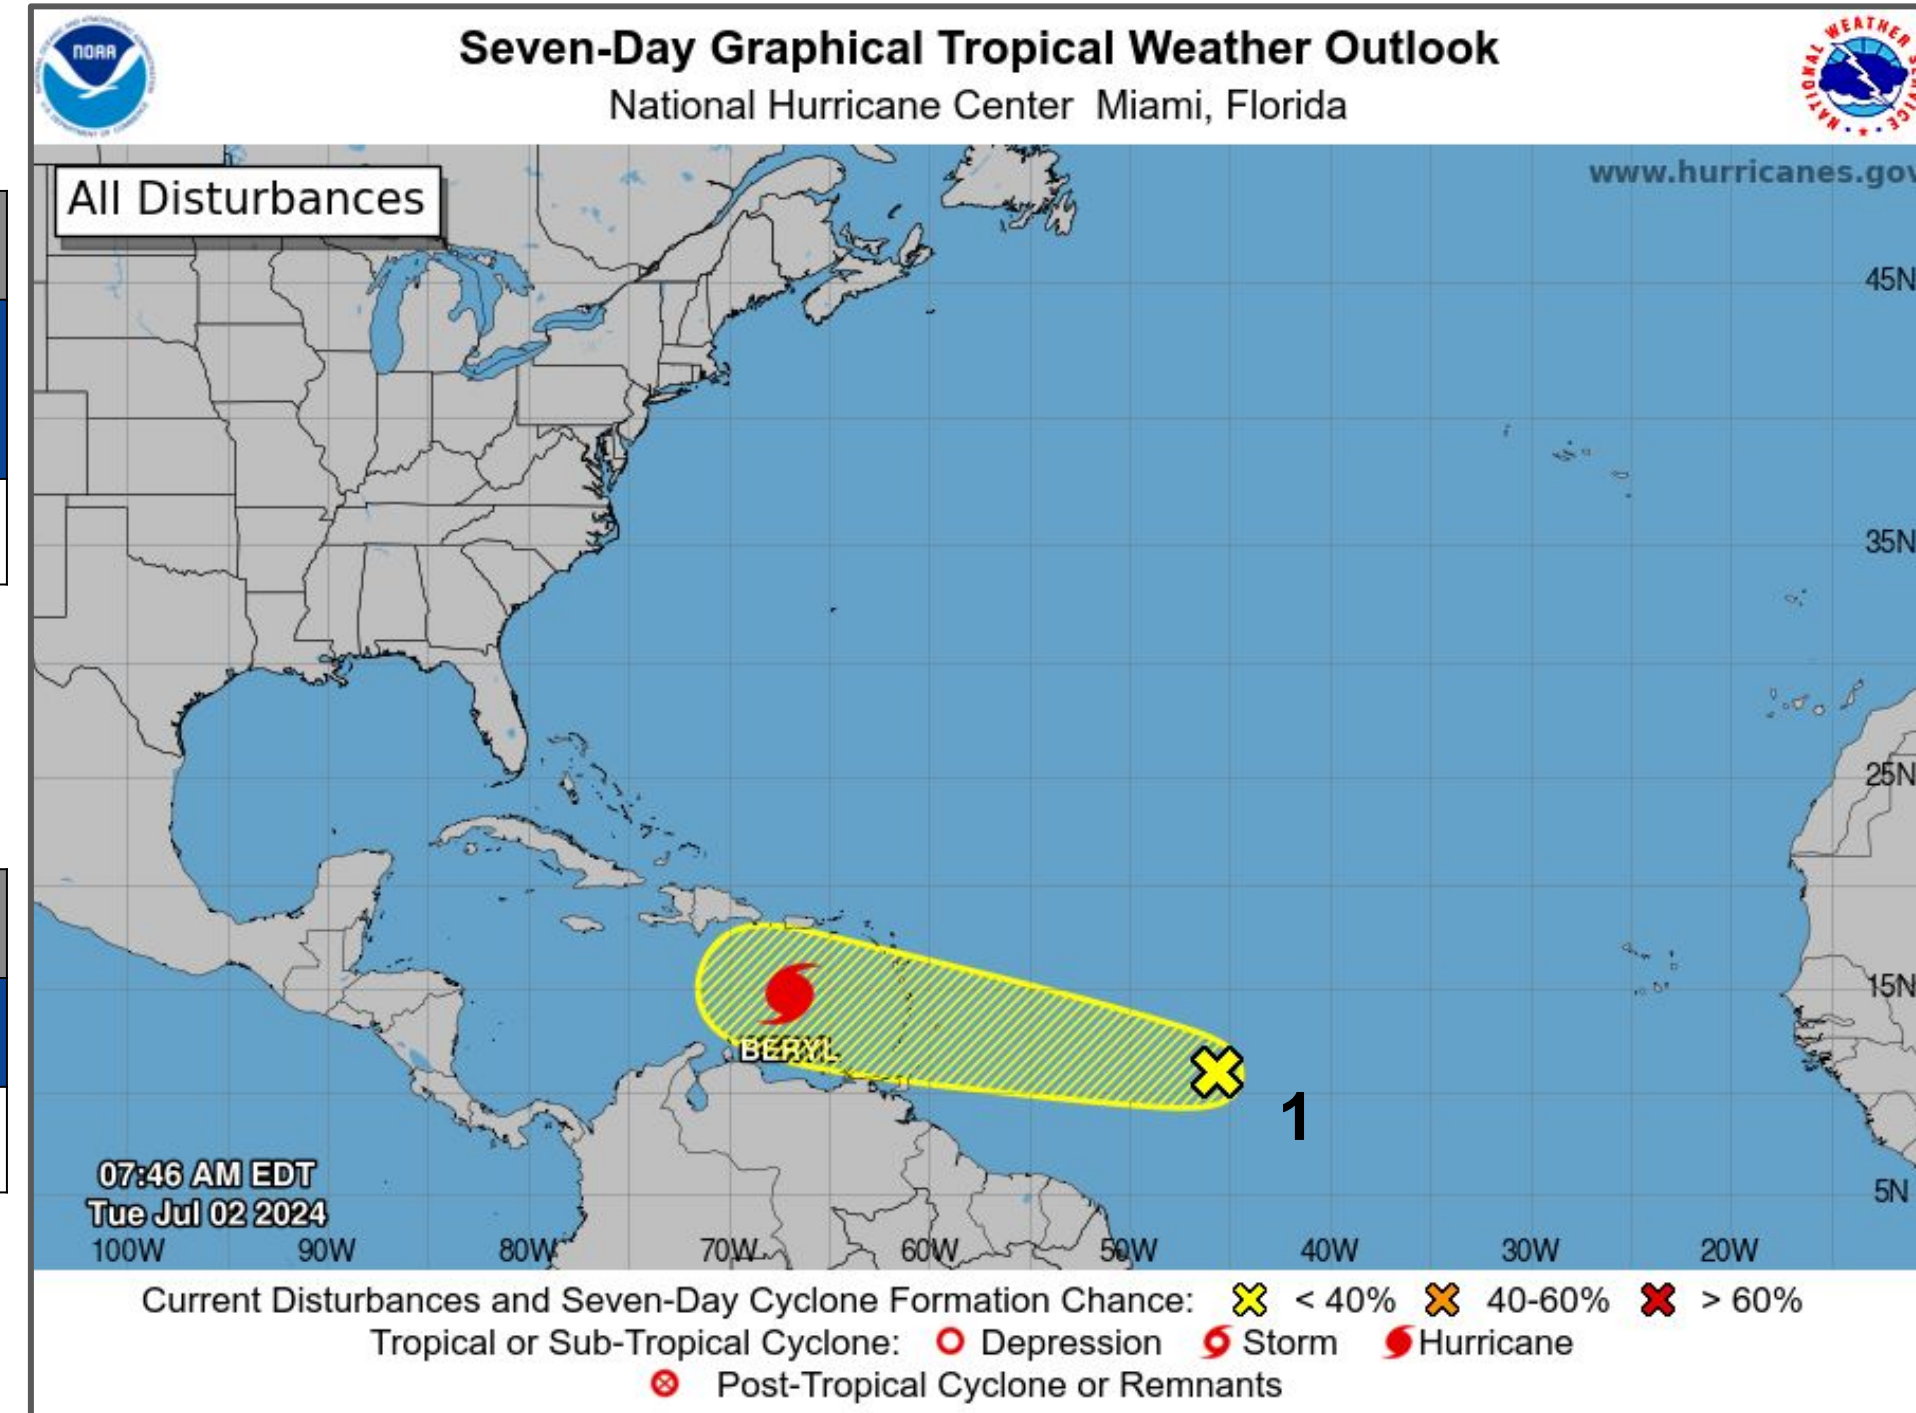 Seven-Day Graphical Tropical Weather Outlook
National Hurricane Center Miami, Florida
NOAA
NATIONAL WEATHER
All Disturbances
www.hurricanes.gov
45N
35N
25N
15N
5N
BERYL
1
07:46 AM EDT
Tue Jul 02 2024
100W 90W 80W 70W 60W 50W 40W 30W 20W
Current Disturbances and Seven-Day Cyclone Formation Chance: < 40% 40-60% > 60%
Tropical or Sub-Tropical Cyclone: Depression Storm Hurricane
Post-Tropical Cyclone or Remnants